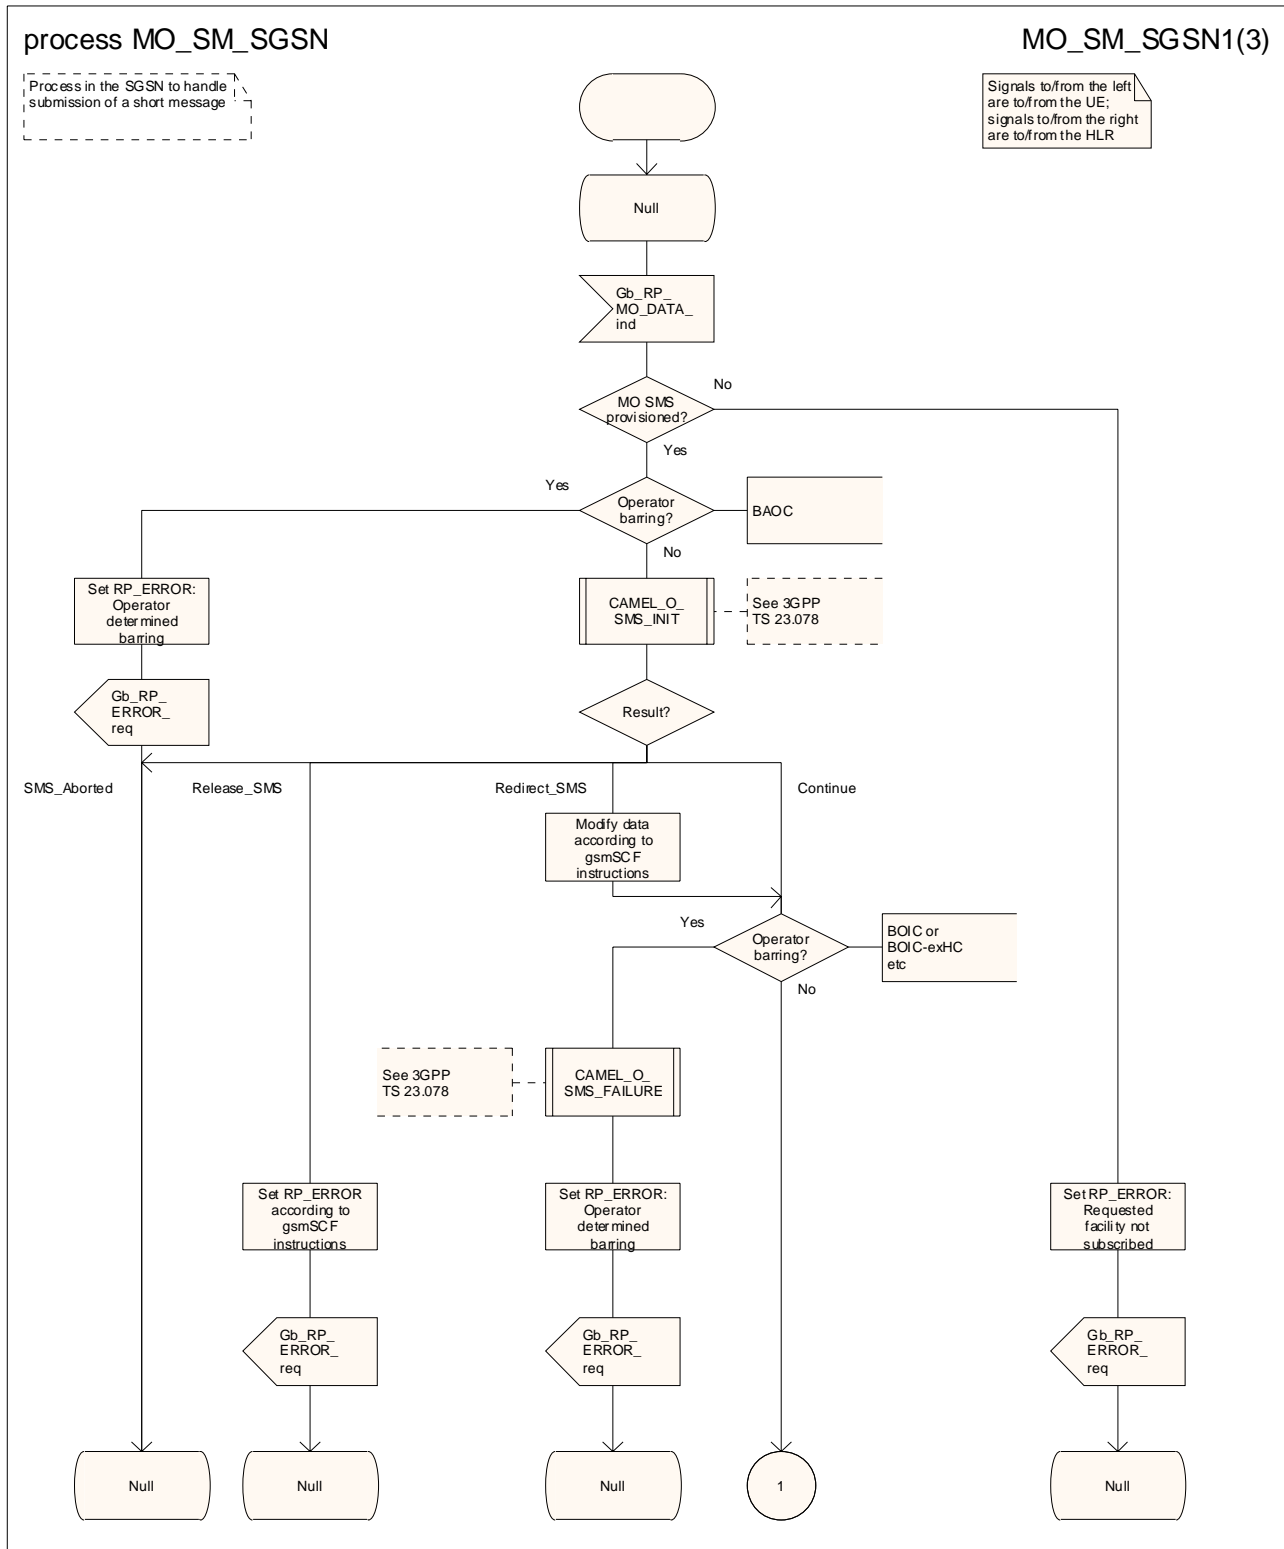 process MO_SM_SGSN
MO_SM_SGSN1(3)
Process in the SGSN to handle
submission of a short message
Signals to/from the left
are to/from the UE;
signals to/from the right
are to/from the HLR
Null
Gb_RP_
MO_DATA_
ind
No
MO SMS
provisioned?
Yes
Yes
Operator
barring?
BAOC
No
Set RP_ERROR:
Operator
determined
barring
CAMEL_O_
SMS_INIT
See 3GPP
TS 23.078
Gb_RP_
ERROR_
req
Result?
SMS_Aborted
Release_SMS
Redirect_SMS
Continue
Modify data
according to
gsmSCF
instructions
Yes
Operator
barring?
BOIC or
BOIC-exHC
etc
No
See 3GPP
TS 23.078
CAMEL_O_
SMS_FAILURE
Set RP_ERROR
according to
gsmSCF
instructions
Set RP_ERROR:
Operator
determined
barring
Set RP_ERROR:
Requested
facility not
subscribed
Gb_RP_
ERROR_
req
Gb_RP_
ERROR_
req
Gb_RP_
ERROR_
req
Null
Null
Null
1
Null